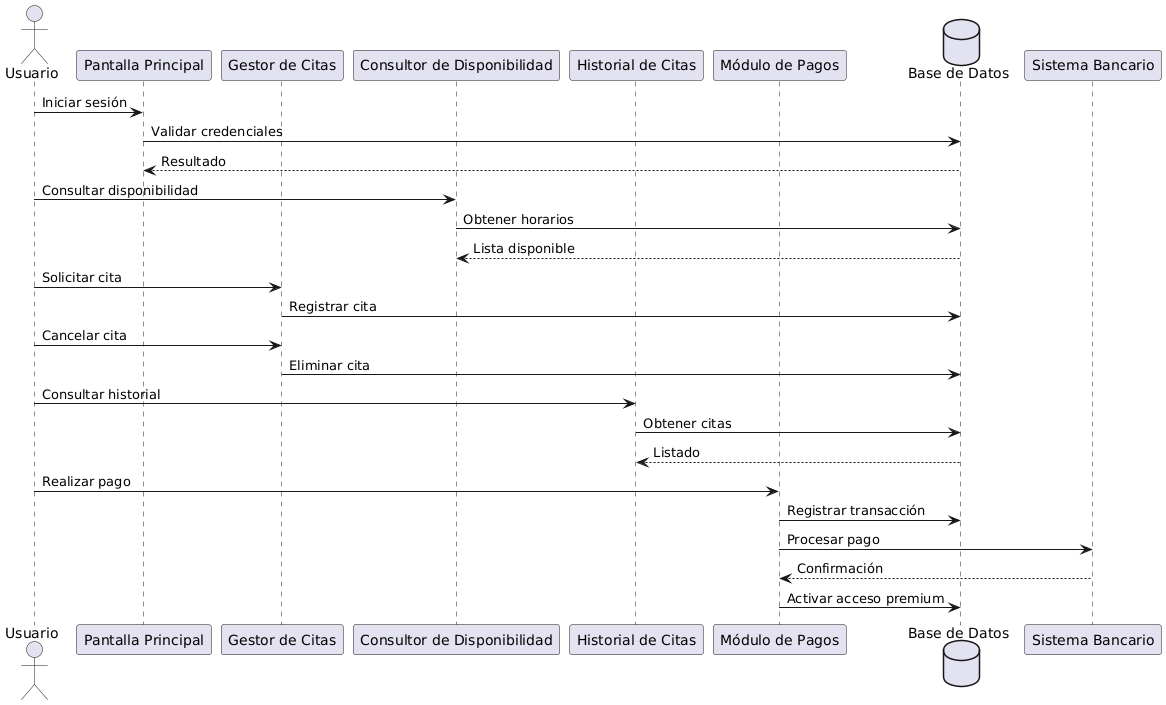 Usuario
Pantalla Principal
Gestor de Citas
Consultor de Disponibilidad
Historial de Citas
Módulo de Pagos
Base de Datos
Sistema Bancario
Iniciar sesión
Validar credenciales
Resultado
Consultar disponibilidad
Obtener horarios
Lista disponible
Solicitar cita
Registrar cita
Cancelar cita
Eliminar cita
Consultar historial
Obtener citas
Listado
Realizar pago
Registrar transacción
Procesar pago
Confirmación
Activar acceso premium
Usuario
Pantalla Principal
Gestor de Citas
Consultor de Disponibilidad
Historial de Citas
Módulo de Pagos
Base de Datos
Sistema Bancario